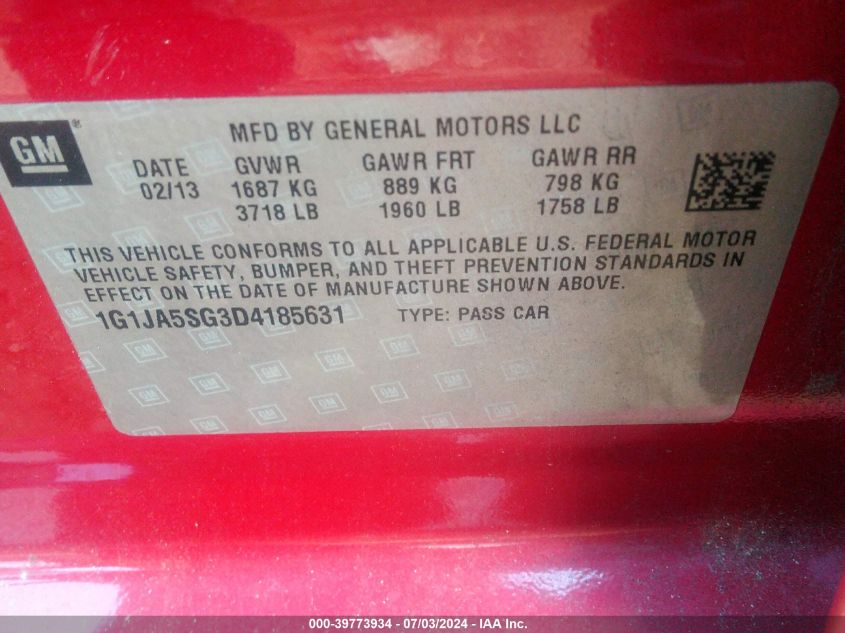 GM®
MFD BY GENERAL MOTORS LLC
DATE GVWR GAWR FRT GAWR RR
02/13 1687 KG 889 KG 798 KG
3718 LB 1960 LB 1758 LB
THIS VEHICLE CONFORMS TO ALL APPLICABLE U.S. FEDERAL MOTOR
VEHICLE SAFETY, BUMPER, AND THEFT PREVENTION STANDARDS IN
EFFECT ON THE DATE OF MANUFACTURE SHOWN ABOVE.
1G1JA5SG3D4185631 TYPE: PASS CAR
000-39773934 - 07/03/2024 - IAA Inc.